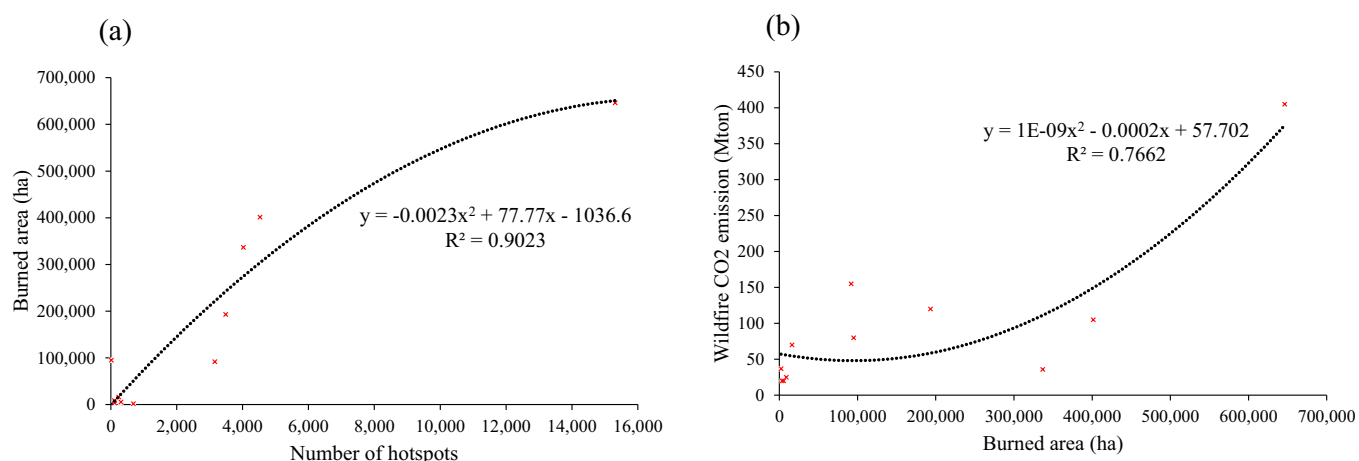 (a)
700,000
600,000
500,000
400,000
300,000
200,000
100,000
0
Burned area (ha)
y = -0.0023x² + 77.77x - 1036.6
R² = 0.9023
0 2,000 4,000 6,000 8,000 10,000 12,000 14,000 16,000
Number of hotspots
(b)
450
400
350
300
250
200
150
100
50
0
Wildfire CO2 emission (Mton)
y = 1E-09x² - 0.0002x + 57.702
R² = 0.7662
0 100,000 200,000 300,000 400,000 500,000 600,000 700,000
Burned area (ha)